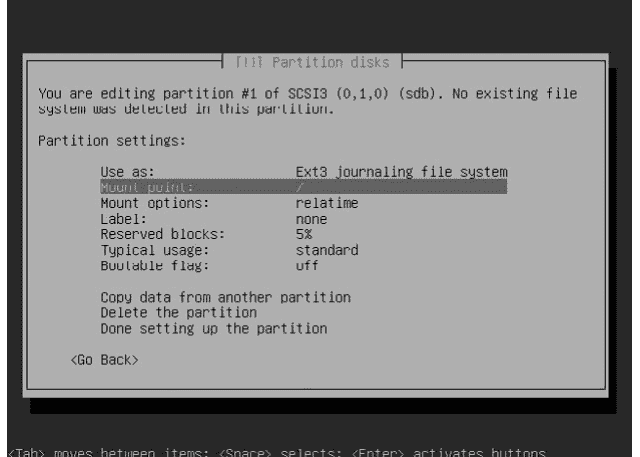 [!!] Partition disks
You are editing partition #1 of SCSI3 (0,1,0) (sdb). No existing file
system was detected in this partition.
Partition settings:
Use as: Ext3 journaling file system
Mount point: /
Mount options: relatime
Label: none
Reserved blocks: 5%
Typical usage: standard
Bootable flag: off
Copy data from another partition
Delete the partition
Done setting up the partition
<Go Back>
<Tab> moves between items; <Space> selects; <Enter> activates buttons